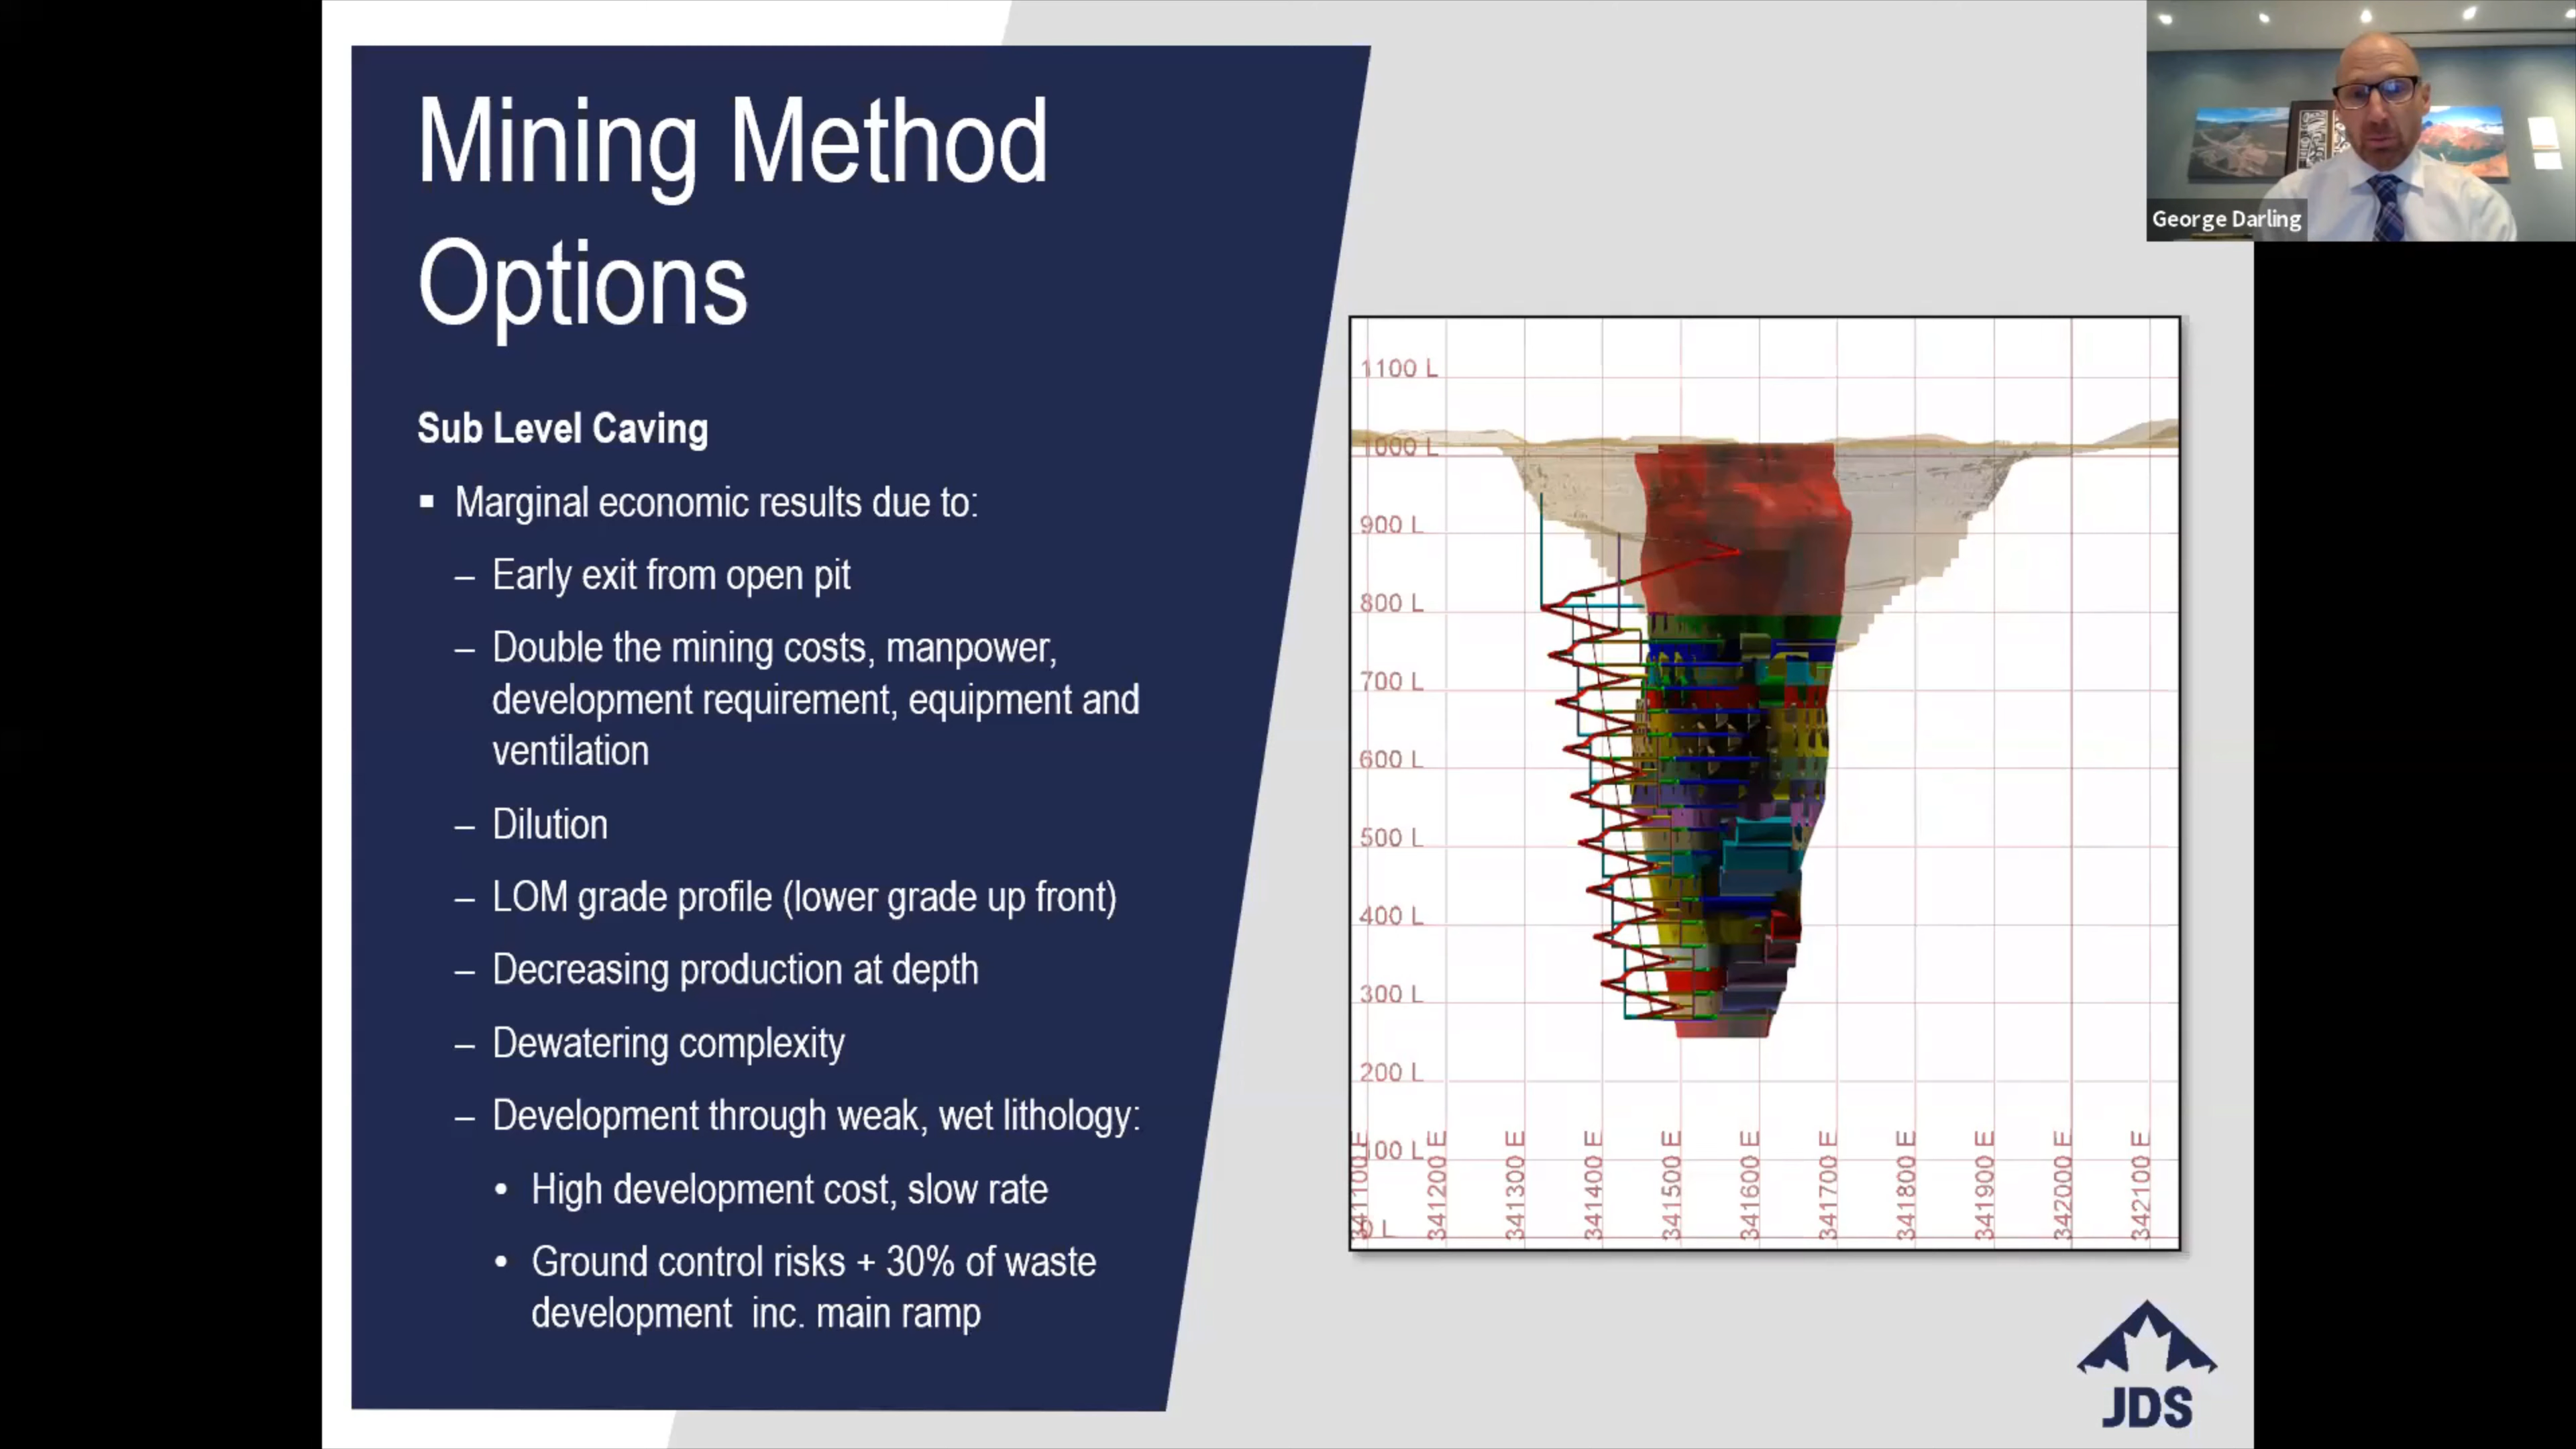 Mining Method
Options
Sub Level Caving
▪ Marginal economic results due to:
– Early exit from open pit
– Double the mining costs, manpower,
development requirement, equipment and
ventilation
– Dilution
– LOM grade profile (lower grade up front)
– Decreasing production at depth
– Dewatering complexity
– Development through weak, wet lithology:
• High development cost, slow rate
• Ground control risks + 30% of waste
development inc. main ramp
George Darling
1100 L
1000 L
900 L
800 L
700 L
600 L
500 L
400 L
300 L
200 L
100 L
0 L
341100 E
341200 E
341300 E
341400 E
341500 E
341600 E
341700 E
341800 E
341900 E
342000 E
342100 E
JDS